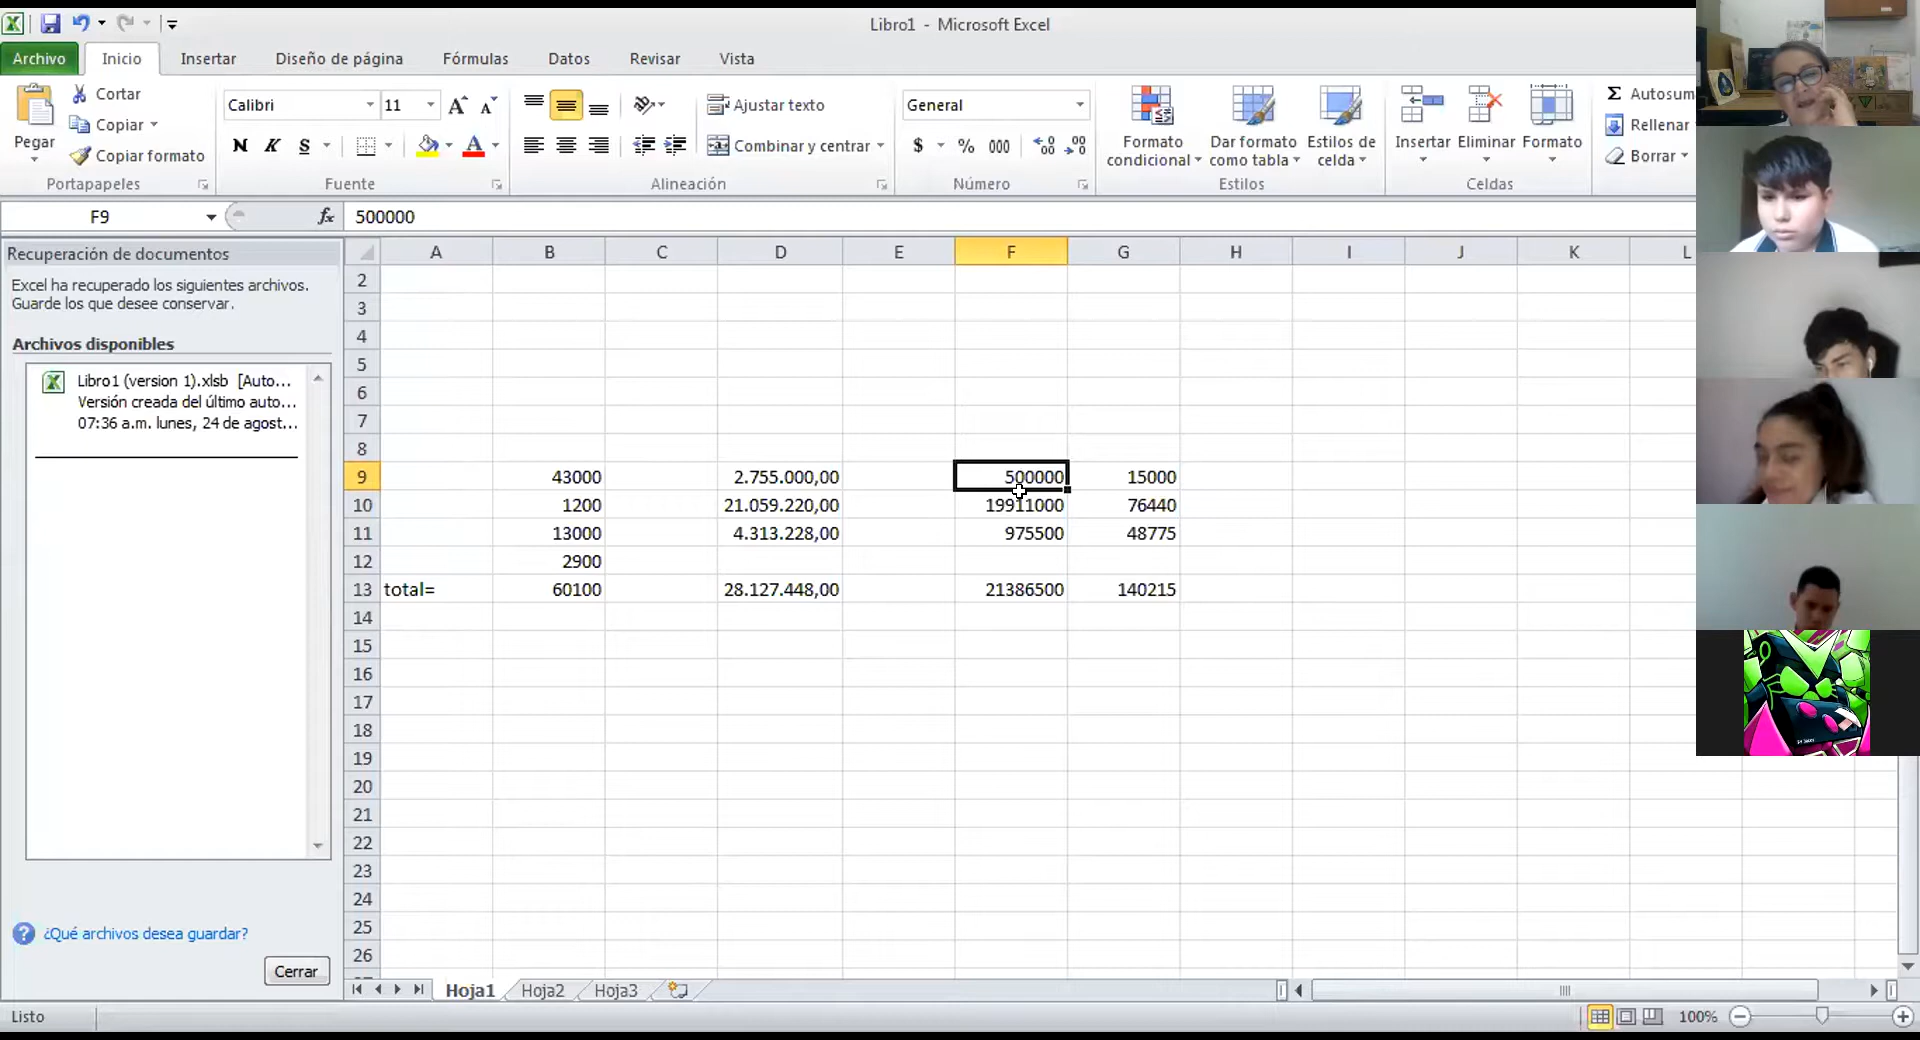 Libro1 - Microsoft Excel
Archivo Inicio Insertar Diseño de página Fórmulas Datos Revisar Vista
Pegar
Cortar
Copiar
Copiar formato
Portapapeles
Calibri 11
N K S
Fuente
Ajustar texto
Combinar y centrar
Alineación
General
$ % 000
Número
Formato condicional
Dar formato como tabla
Estilos de celda
Estilos
Insertar Eliminar Formato
Celdas
Σ Autosum
Rellenar
Borrar
F9 fx 500000
Recuperación de documentos
Excel ha recuperado los siguientes archivos.
Guarde los que desee conservar.
Archivos disponibles
Libro1 (version 1).xlsb [Auto...
Versión creada del último auto...
07:36 a.m. lunes, 24 de agost...
¿Qué archivos desea guardar?
Cerrar
A B C D E F G H I J K L
2
3
4
5
6
7
8
9 43000 2.755.000,00 500000 15000
10 1200 21.059.220,00 19911000 76440
11 13000 4.313.228,00 975500 48775
12 2900
13 total= 60100 28.127.448,00 21386500 140215
14
15
16
17
18
19
20
21
22
23
24
25
26
Hoja1 Hoja2 Hoja3
Listo 100%